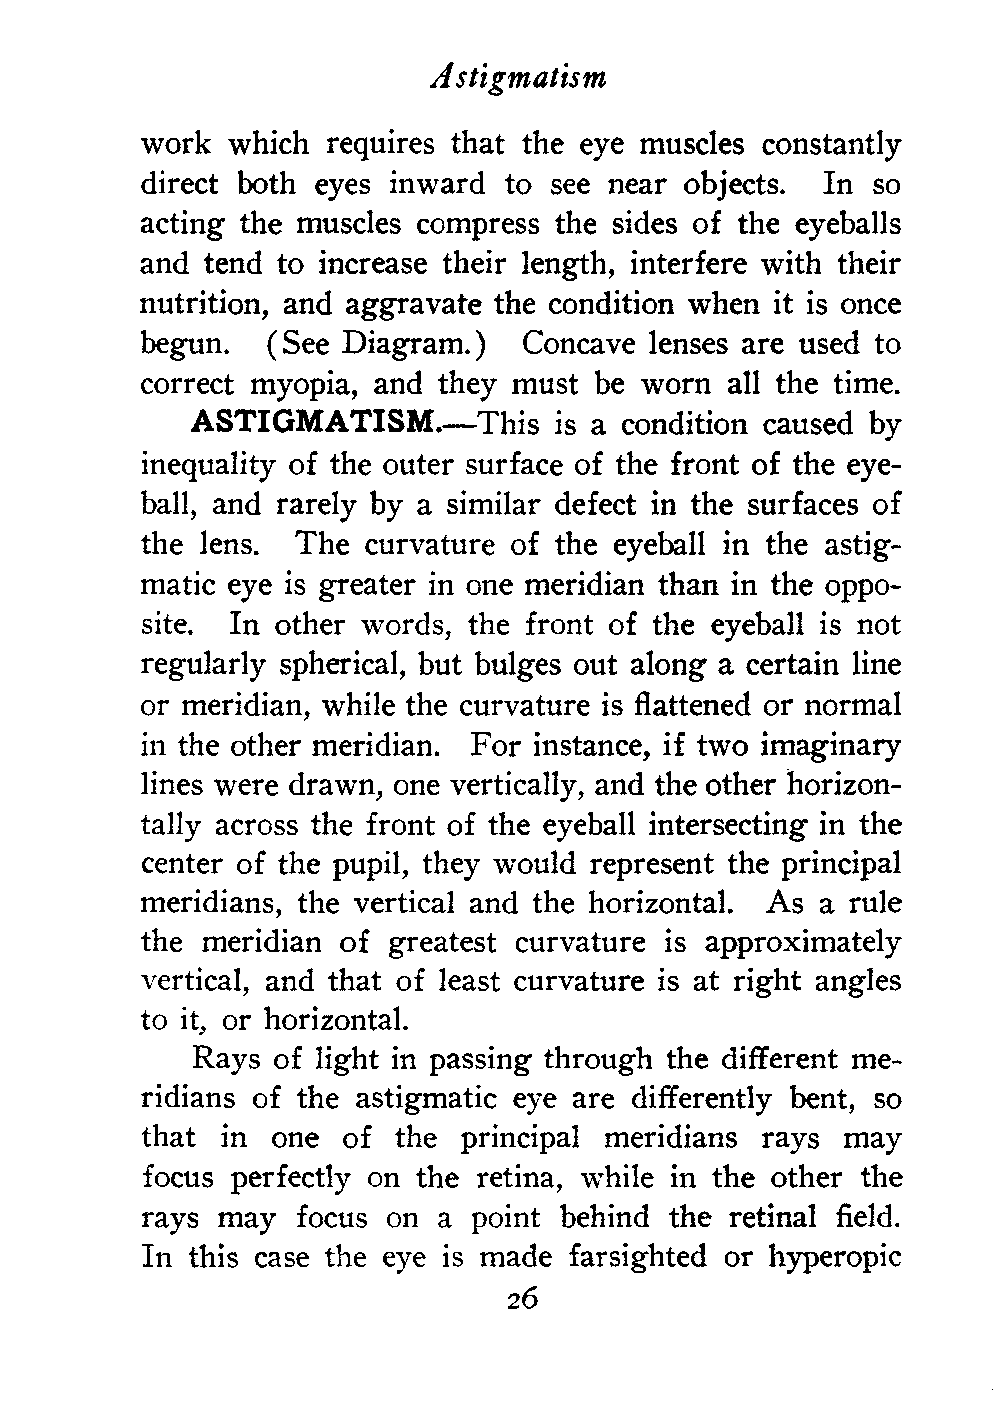 Astigmatism
work which requires that the eye muscles constantly
direct both eyes inward to see near objects. In so
acting the muscles compress the sides of the eyeballs
and tend to increase their length, interfere with their
nutrition, and aggravate the condition when it is once
begun. (See Diagram.) Concave lenses are used to
correct myopia, and they must be worn all the time.
ASTIGMATISM.—This is a condition caused by
inequality of the outer surface of the front of the eye-
ball, and rarely by a similar defect in the surfaces of
the lens. The curvature of the eyeball in the astig-
matic eye is greater in one meridian than in the oppo-
site. In other words, the front of the eyeball is not
regularly spherical, but bulges out along a certain line
or meridian, while the curvature is flattened or normal
in the other meridian. For instance, if two imaginary
lines were drawn, one vertically, and the other horizon-
tally across the front of the eyeball intersecting in the
center of the pupil, they would represent the principal
meridians, the vertical and the horizontal. As a rule
the meridian of greatest curvature is approximately
vertical, and that of least curvature is at right angles
to it, or horizontal.
Rays of light in passing through the different me-
ridians of the astigmatic eye are differently bent, so
that in one of the principal meridians rays may
focus perfectly on the retina, while in the other the
rays may focus on a point behind the retinal field.
In this case the eye is made farsighted or hyperopic
26